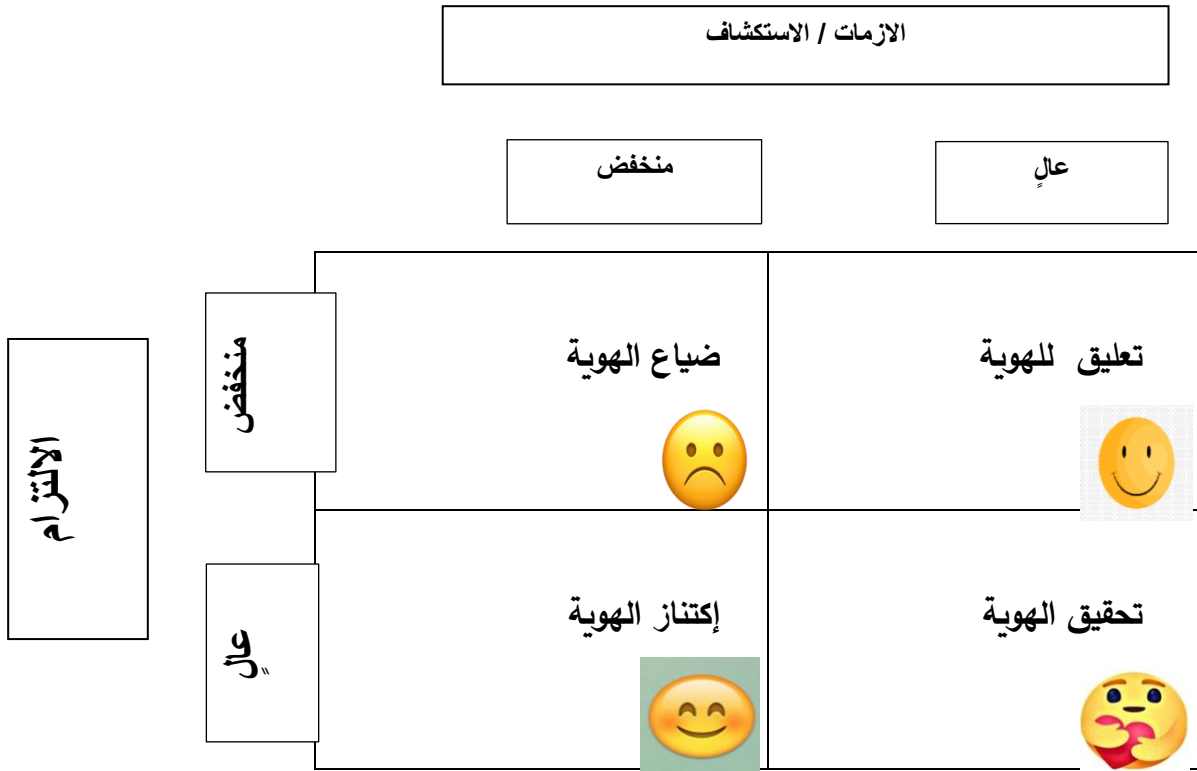 الازمات / الاستكشاف
عالٍ
منخفض
الالتزام
منخفض
تعليق للهوية
ضياع الهوية
عالٍ
تحقيق الهوية
إكتناز الهوية